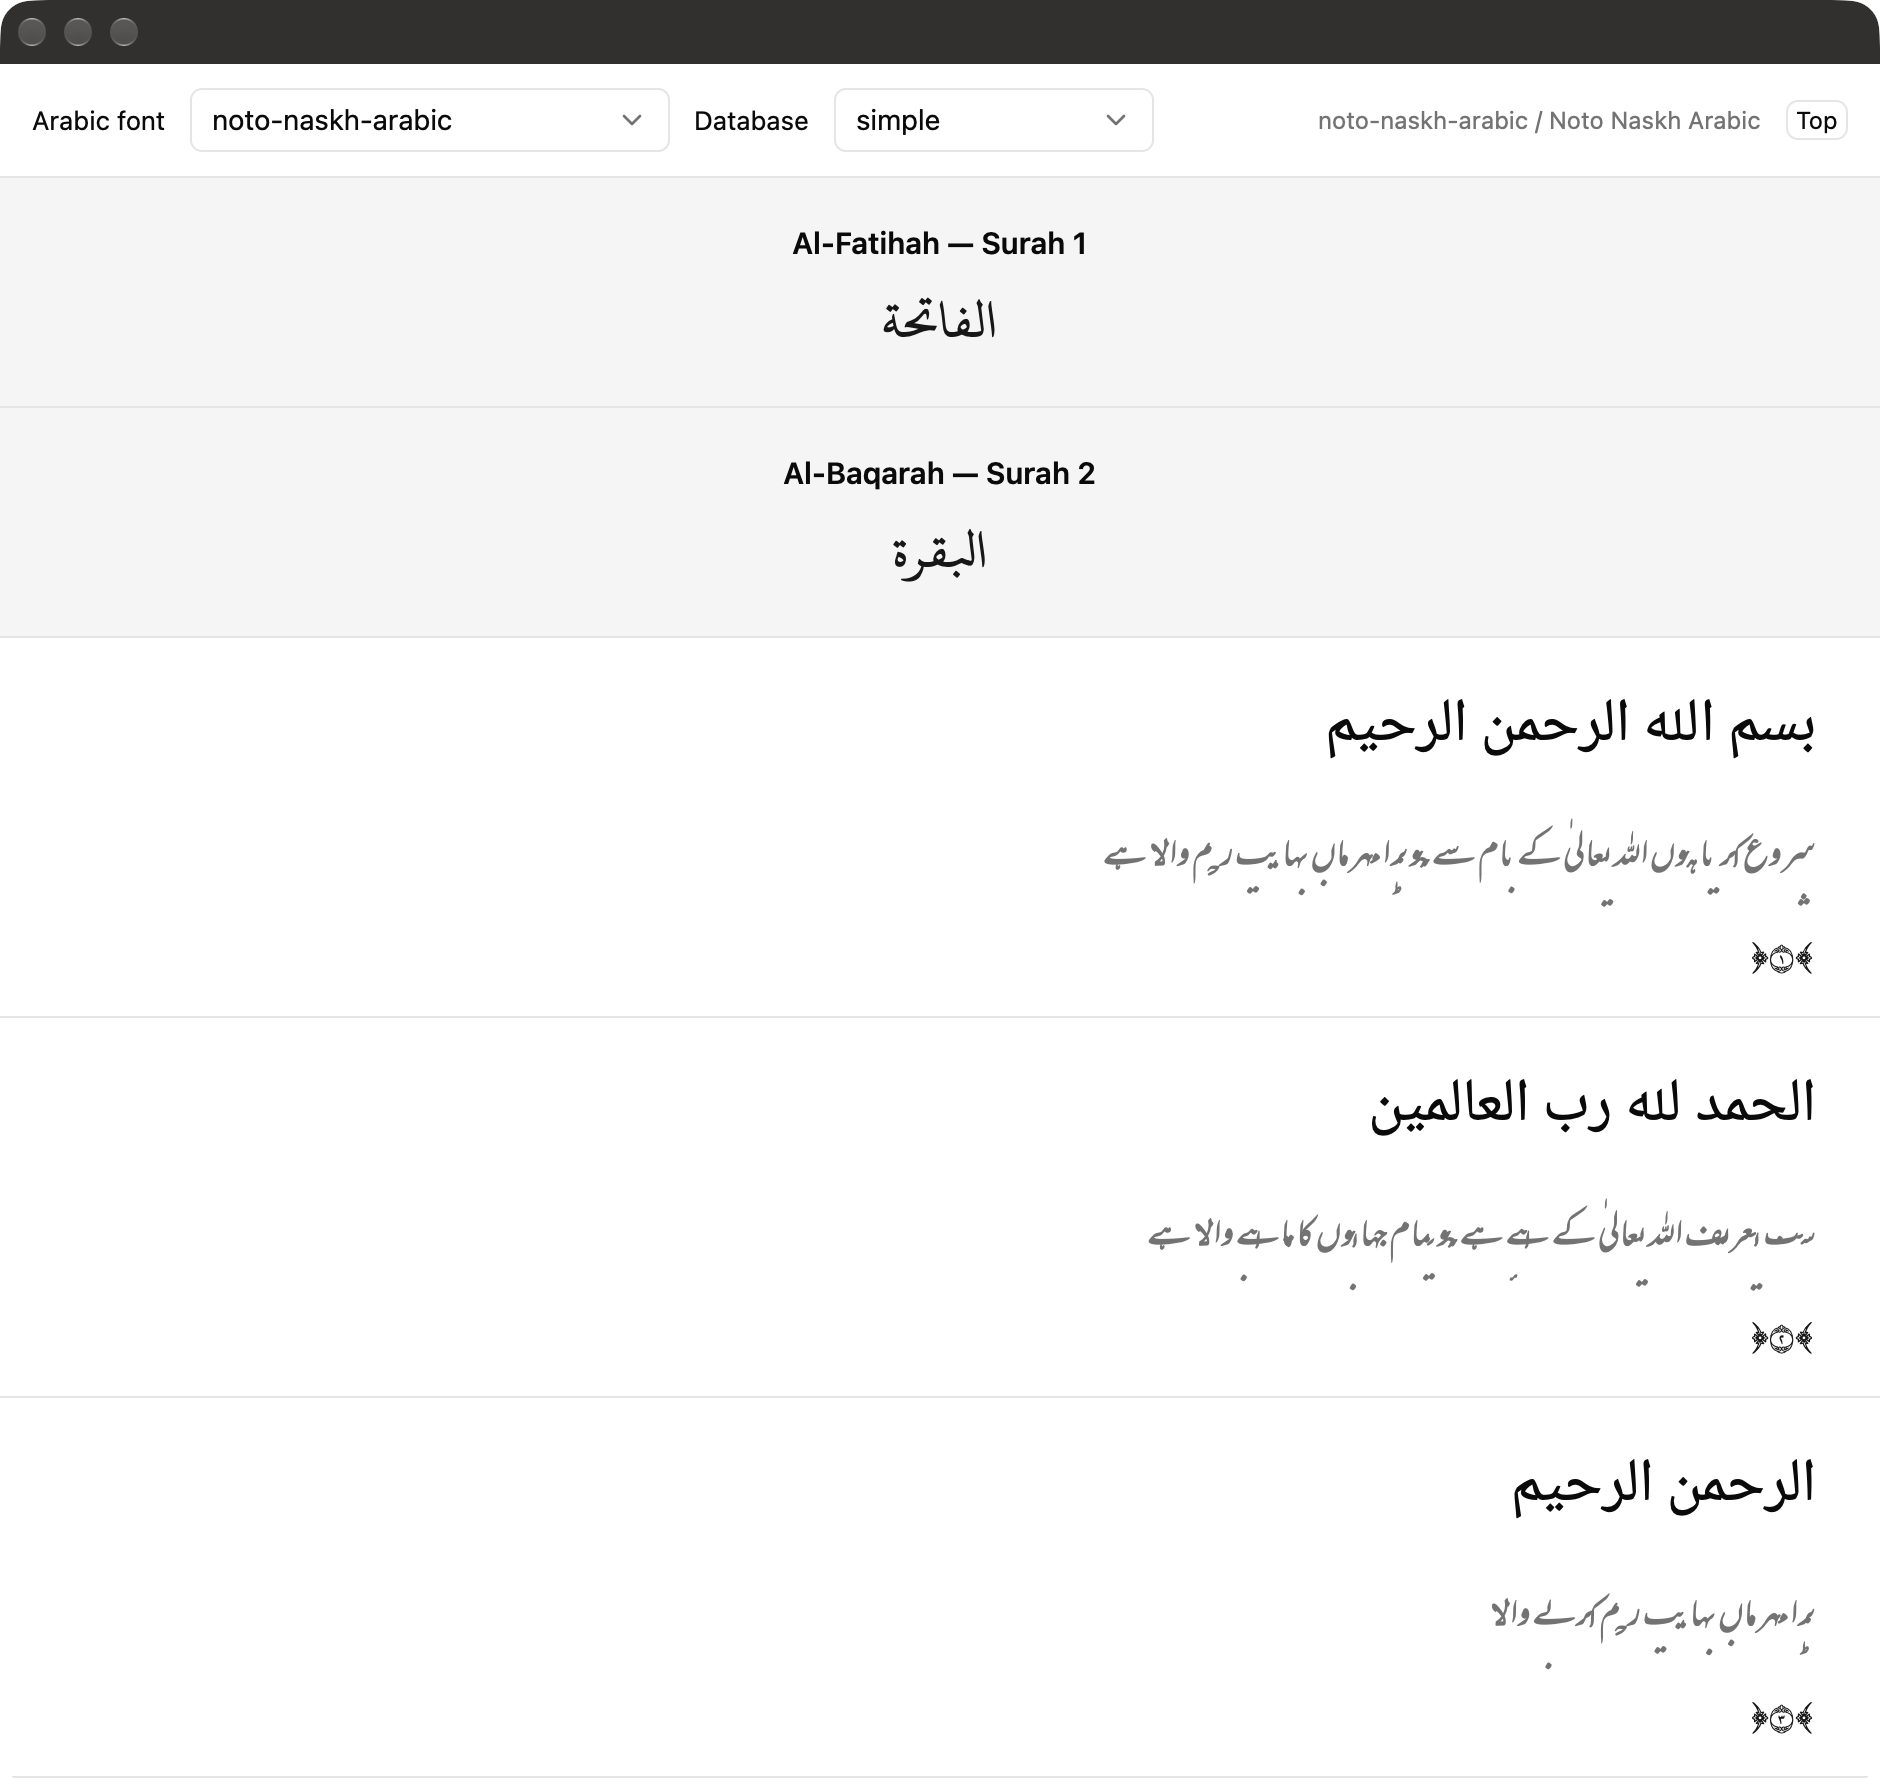 Arabic font noto-naskh-arabic Database simple noto-naskh-arabic / Noto Naskh Arabic Top
Al-Fatihah — Surah 1
الفاتحة
Al-Baqarah — Surah 2
البقرة
بسم الله الرحمن الرحيم
شروع کرتا ہوں اللہ تعالیٰ کے نام سے جو بڑا مہربان نہایت رحم والا ہے
﴿١﴾
الحمد لله رب العالمين
سب تعریف اللہ تعالیٰ کے لئے ہے جو تمام جہانوں کا پالنے والا ہے
﴿٢﴾
الرحمن الرحيم
بڑا مہربان نہایت رحم کرنے والا
﴿٣﴾